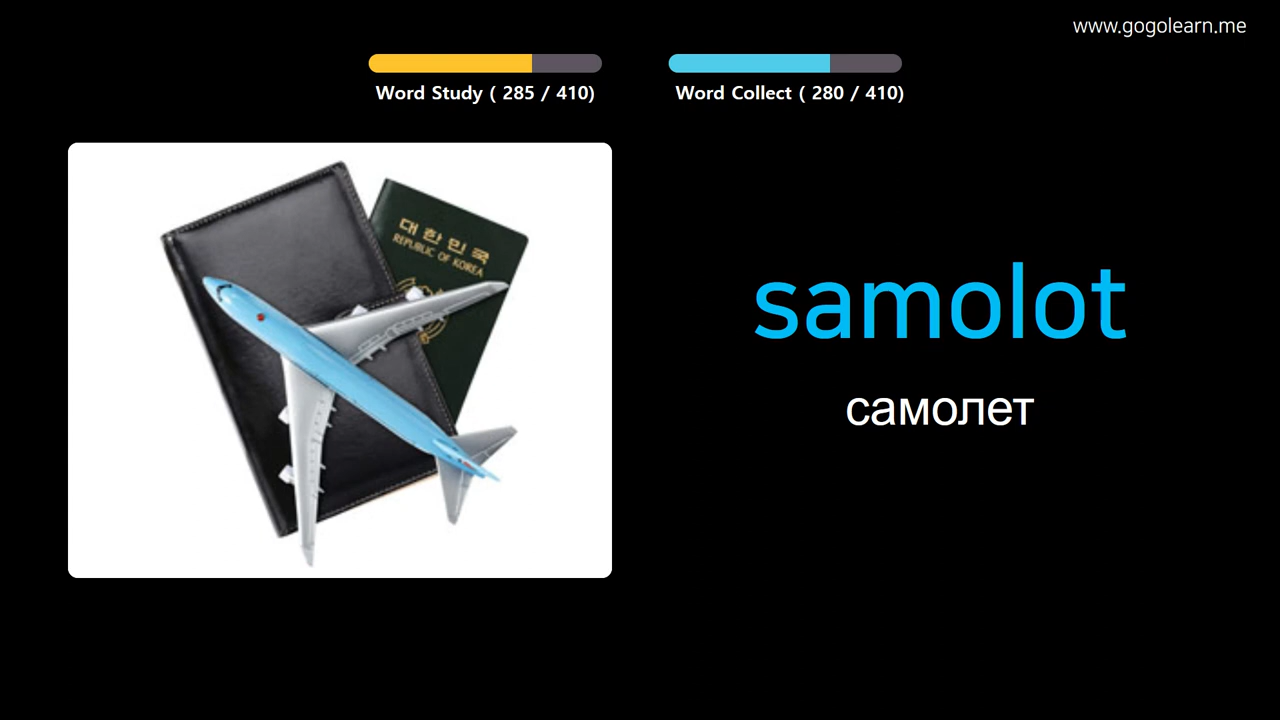 www.gogolearn.me
Word Study ( 285 / 410)
Word Collect ( 280 / 410)
대한민국
REPUBLIC OF KOREA
samolot
самолет